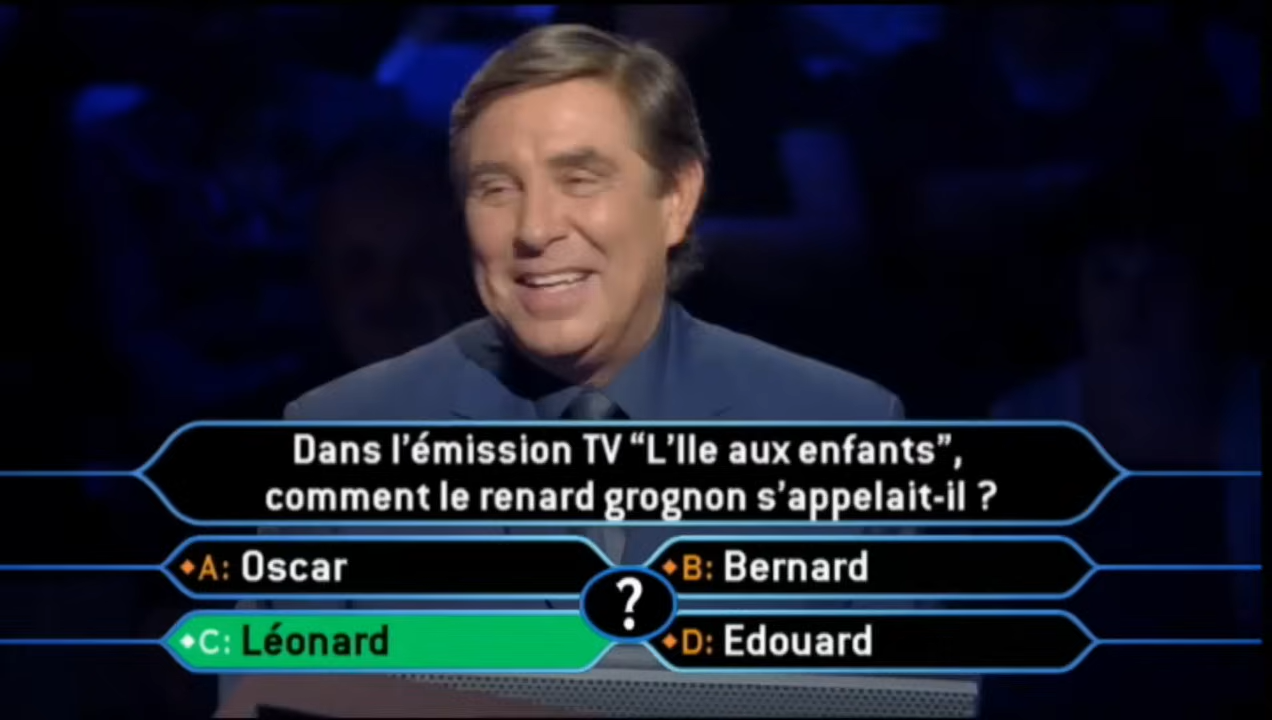 Dans l'émission TV “L'Ile aux enfants”,
comment le renard grognon s'appelait-il ?
A: Oscar
B: Bernard
?
C: Léonard
D: Edouard